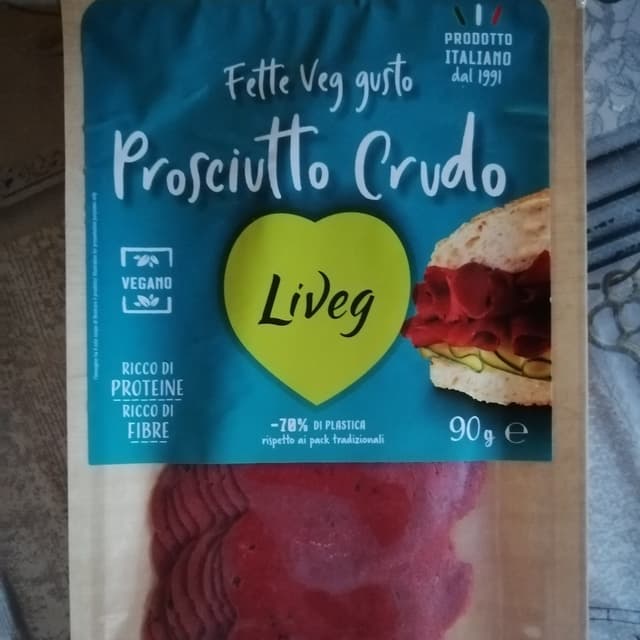 PRODOTTO
ITALIANO
dal 1991
Fette Veg gusto
Prosciutto Crudo
VEGANO
LiVeg
RICCO DI
PROTEINE
RICCO DI
FIBRE
-70% DI PLASTICA
rispetto ai pack tradizionali
90g ℮